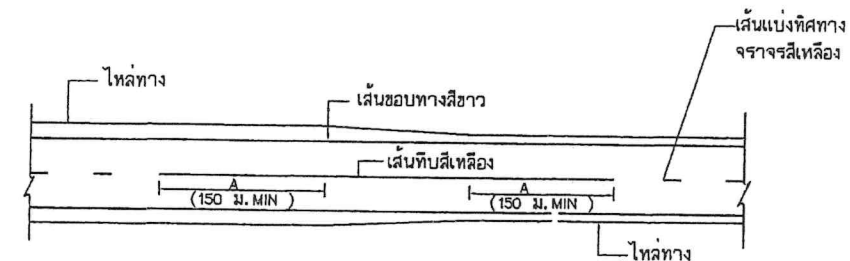 เส้นแบ่งทิศทาง
จราจรสีเหลือง
ไหล่ทาง
เส้นขอบทางสีขาว
เส้นทึบสีเหลือง
A
(150 ม. MIN )
A
(150 ม. MIN )
ไหล่ทาง